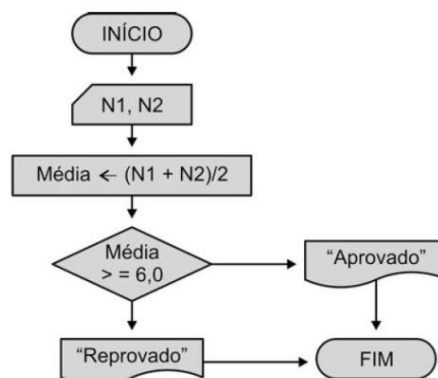 INÍCIO
N1, N2
Média ← (N1 + N2)/2
Média
> = 6,0
“Aprovado”
“Reprovado”
FIM